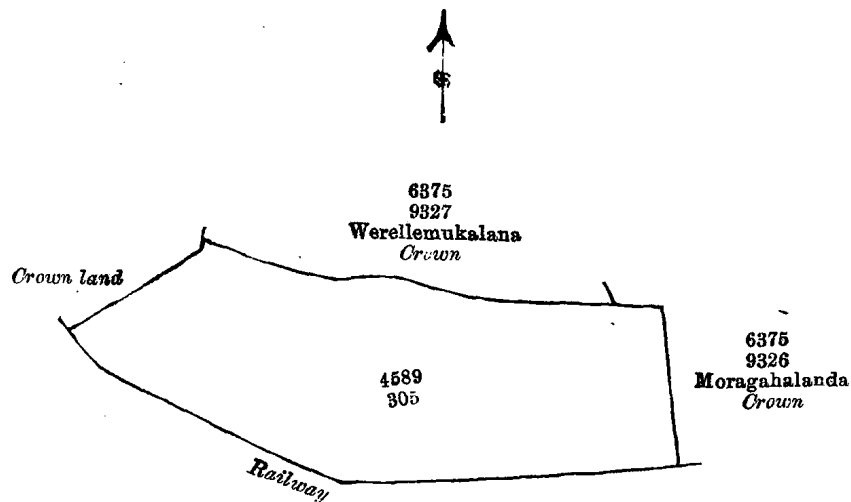 6375
9327
Werellemukalana
Crown
Crown land
6375
9326
Moragahalanda
Crown
4589
305
Railway